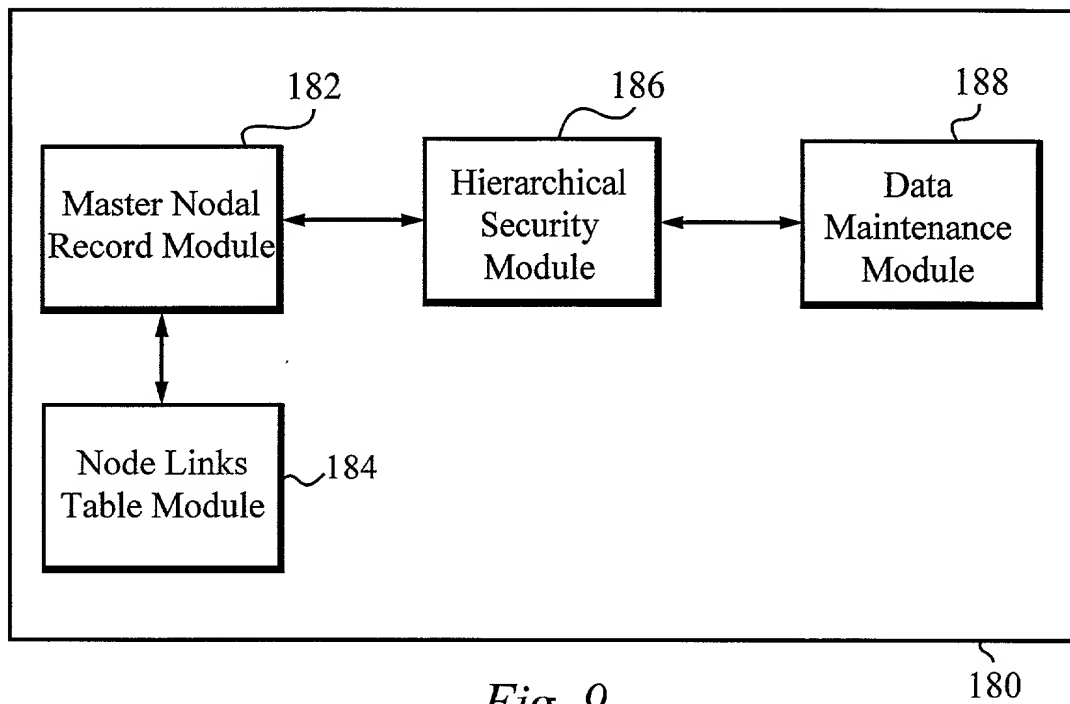 182
186
188
Master Nodal
Record Module
Hierarchical
Security
Module
Data
Maintenance
Module
Node Links
Table Module
184
180
Fig. 9